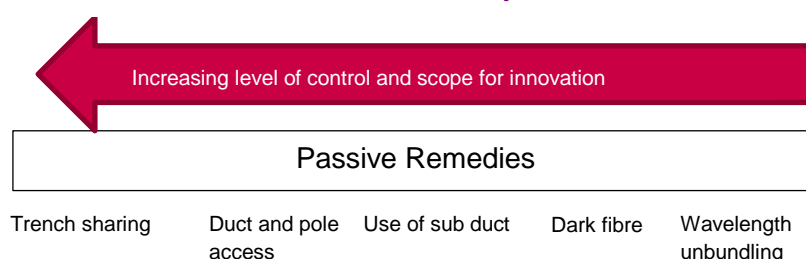 Increasing level of control and scope for innovation
Passive Remedies
Trench sharing
Duct and pole
access
Use of sub duct
Dark fibre
Wavelength
unbundling